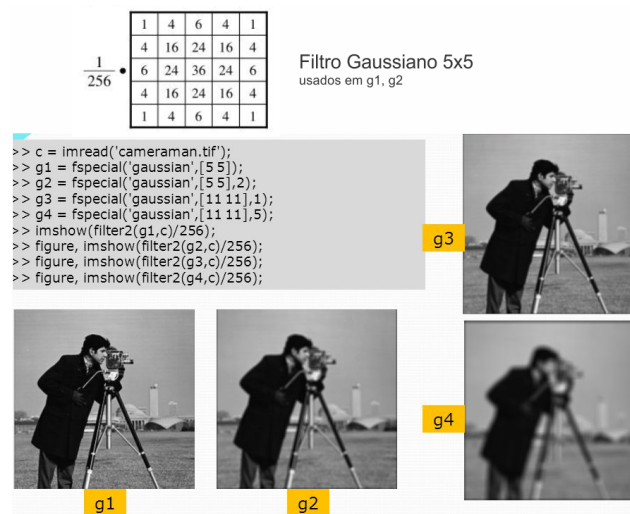 1 4 6 4 1
4 16 24 16 4
1/256 • 6 24 36 24 6
4 16 24 16 4
1 4 6 4 1
Filtro Gaussiano 5x5
usados em g1, g2
>> c = imread('cameraman.tif');
>> g1 = fspecial('gaussian',[5 5]);
>> g2 = fspecial('gaussian',[5 5],2);
>> g3 = fspecial('gaussian',[11 11],1);
>> g4 = fspecial('gaussian',[11 11],5);
>> imshow(filter2(g1,c)/256);
>> figure, imshow(filter2(g2,c)/256);
>> figure, imshow(filter2(g3,c)/256);
>> figure, imshow(filter2(g4,c)/256);
g3
g4
g1
g2